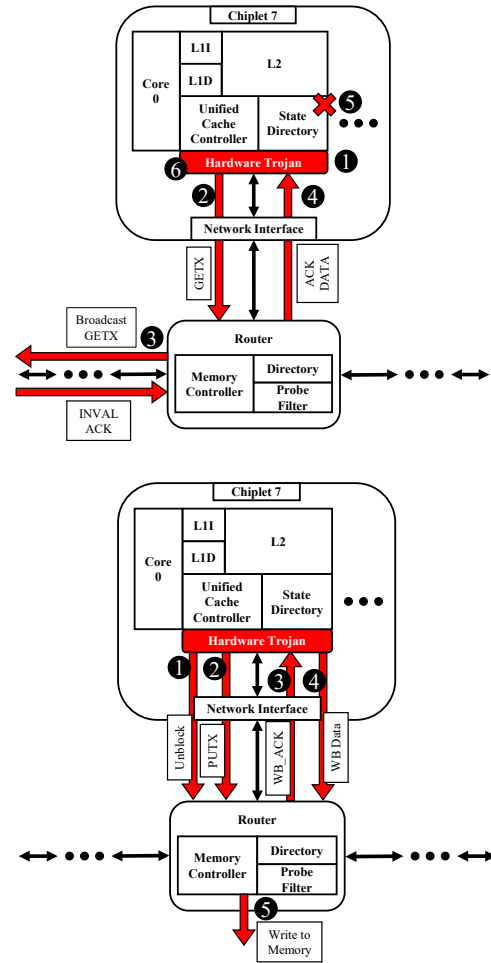 Chiplet 7
L1I
L2
Core
0
L1D
5
Unified
Cache
Controller
State
Directory
6
Hardware Trojan
1
2
4
Network Interface
GETX
ACK
DATA
Broadcast
GETX
3
Router
Memory
Controller
Directory
Probe
Filter
INVAL
ACK
Chiplet 7
L1I
L2
Core
0
L1D
Unified
Cache
Controller
State
Directory
Hardware Trojan
1
2
3
4
Network Interface
Unblock
PUTX
WB_ACK
WB Data
Router
Memory
Controller
Directory
Probe
Filter
5
Write to
Memory